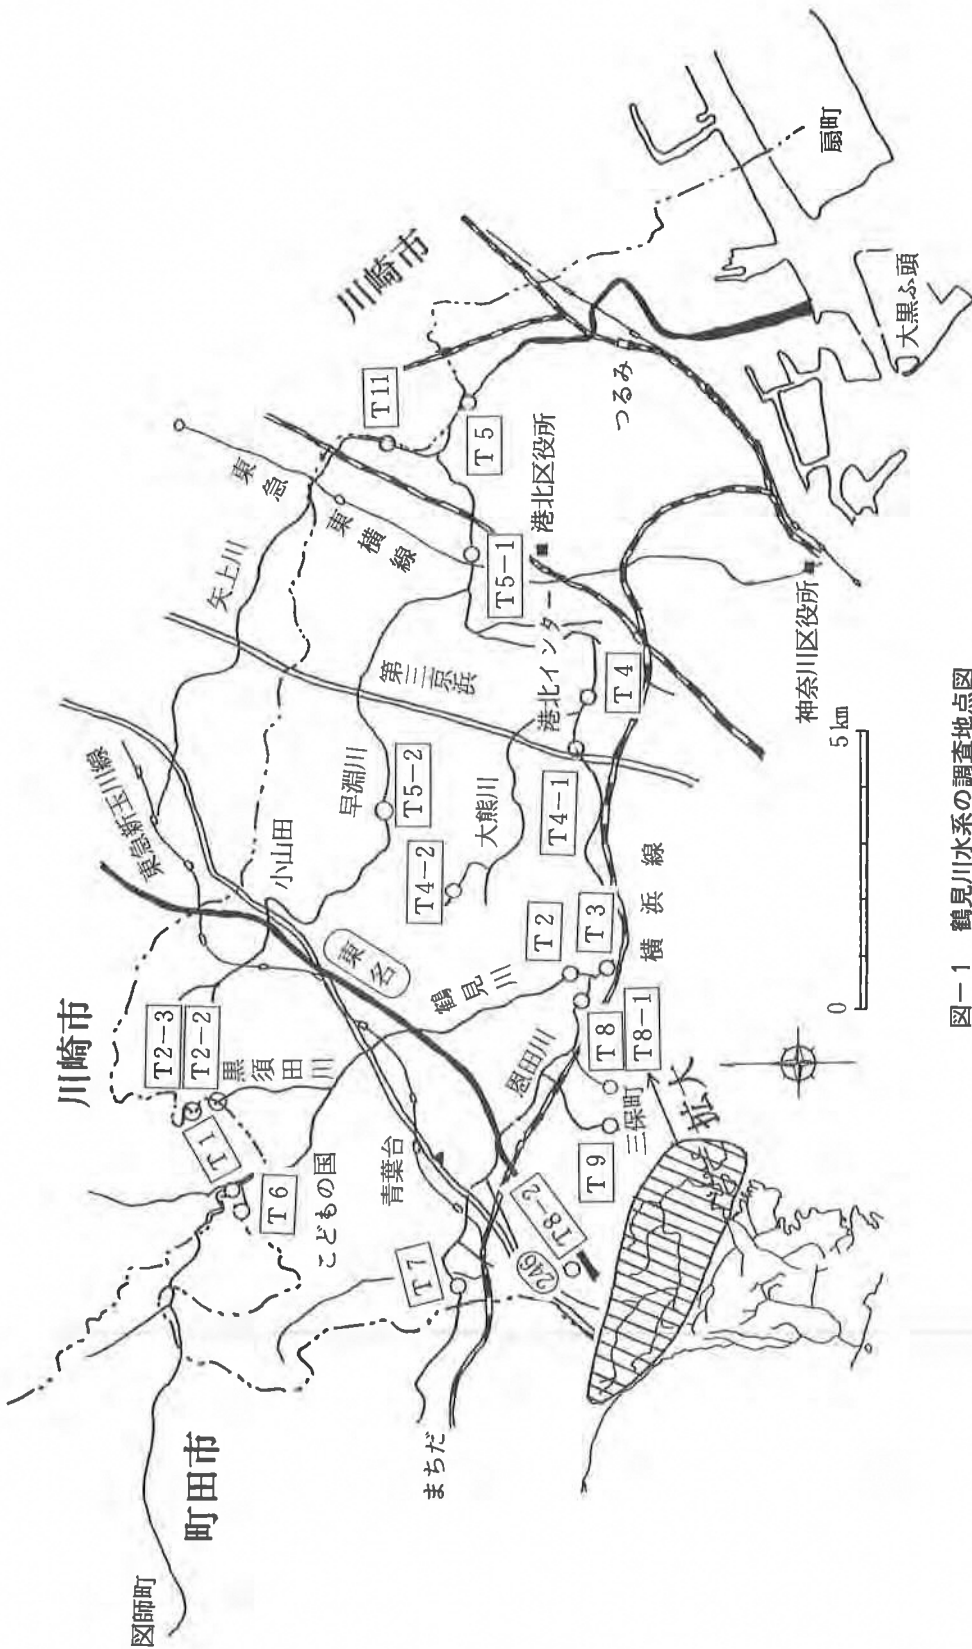 川崎市
町田市
川崎市
図師町
まちだ
こどもの国
青葉台
東急新玉川線
小山田
東名
246
鶴見川
恩田川
黒須田川
早淵川
大熊川
矢上川
東急
東横線
第三京浜
港北インター
港北区役所
神奈川区役所
つるみ
大黒ふ頭
扇町
横浜線
三保町
拡大
T1
T2
T2-2
T2-3
T3
T4
T4-1
T4-2
T5
T5-1
T5-2
T6
T7
T8
T8-1
T8-2
T9
T11
0
5km
図-1 鶴見川水系の調査地点図